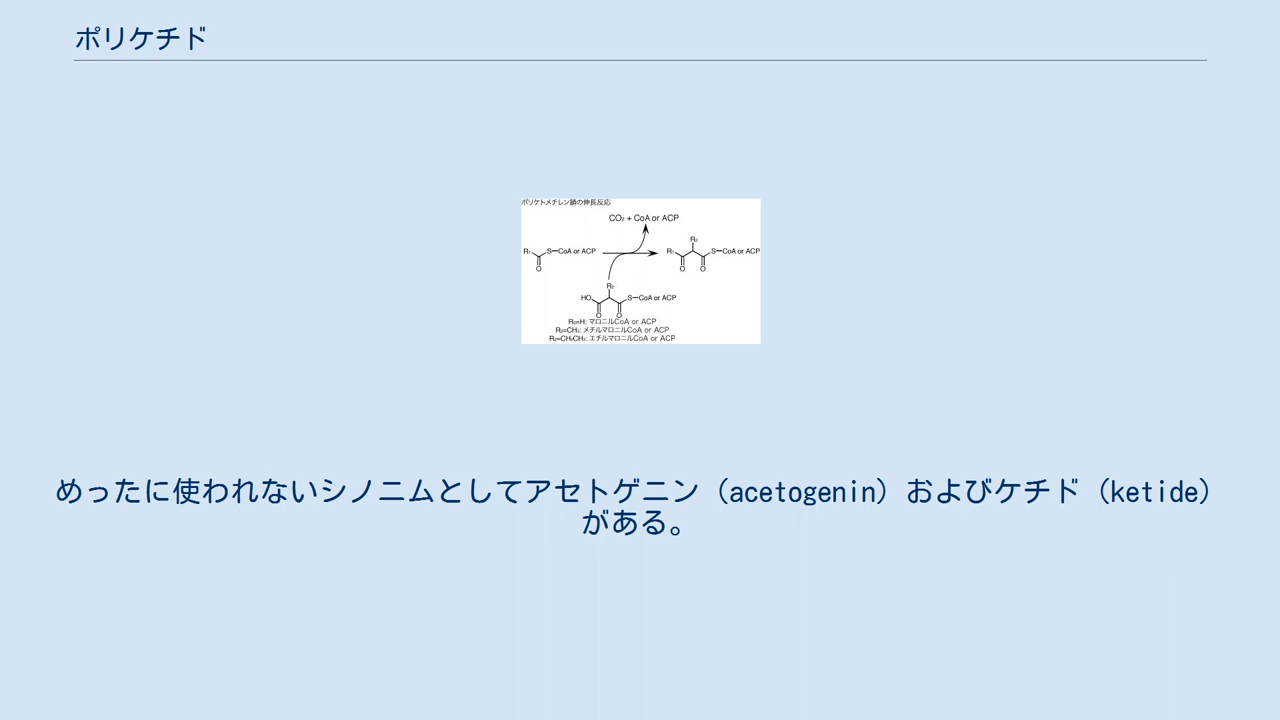 ポリケチド
ポリケトメチレン鎖の伸長反応
CO₂ + CoA or ACP
R₂
R₁ S—CoA or ACP R₁ S—CoA or ACP
O O O
R₂
HO S—CoA or ACP
O O
R₂=H: マロニルCoA or ACP
R₂=CH₃: メチルマロニルCoA or ACP
R₂=CH₂CH₃: エチルマロニルCoA or ACP
めったに使われないシノニムとしてアセトゲニン（acetogenin）およびケチド（ketide）
がある。